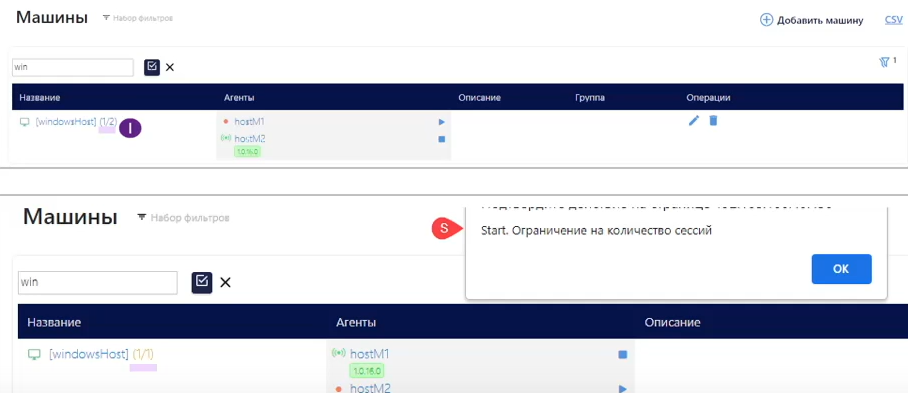 Машины Набор фильтров Добавить машину CSV
win 1
Название Агенты Описание Группа Операции
[windowsHost] (1/2) I hostM1
hostM2
1.0.16.0
Машины Набор фильтров
S Start. Ограничение на количество сессий
OK
win
Название Агенты Описание
[windowsHost] (1/1) hostM1
1.0.16.0
hostM2